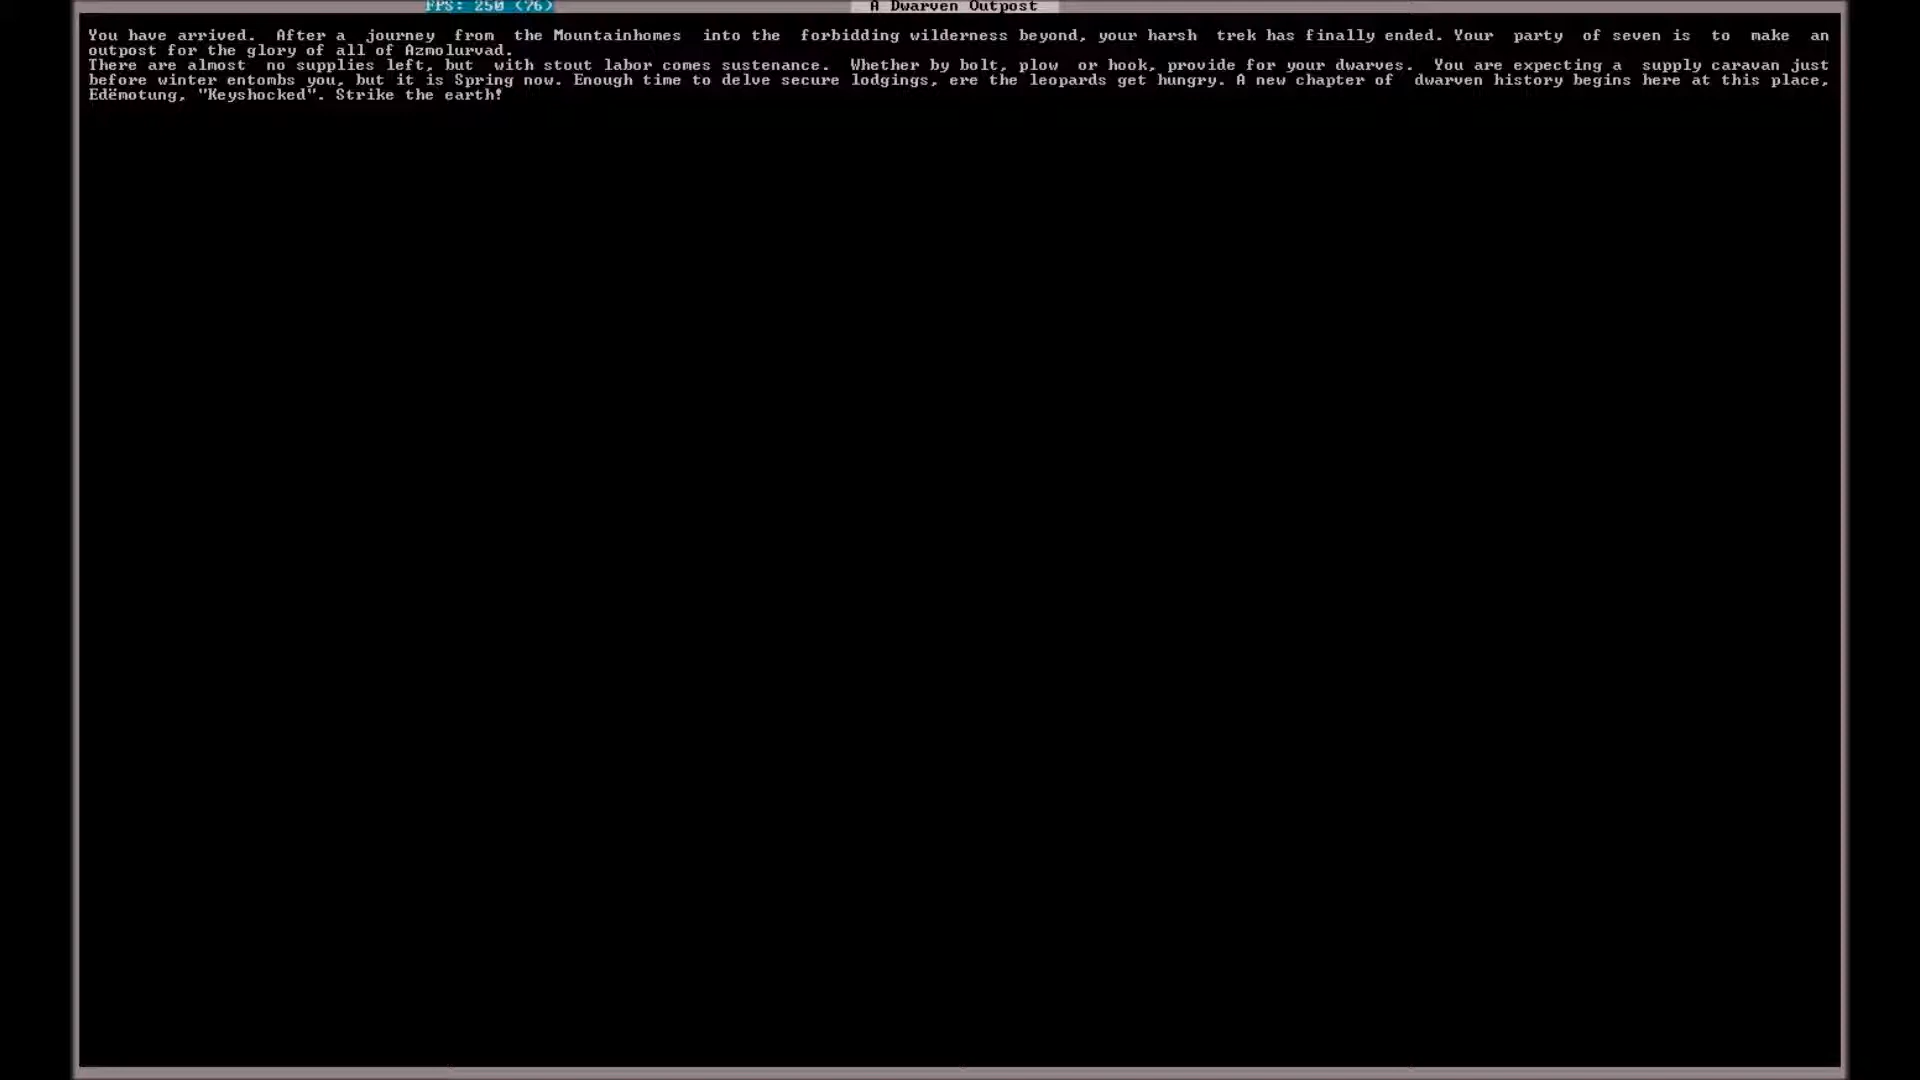 FPS: 250 (76) A Dwarven Outpost
You have arrived. After a journey from the Mountainhomes into the forbidding wilderness beyond, your harsh trek has finally ended. Your party of seven is to make an
outpost for the glory of all of Azmolurvad.
There are almost no supplies left, but with stout labor comes sustenance. Whether by bolt, plow or hook, provide for your dwarves. You are expecting a supply caravan just
before winter entombs you, but it is Spring now. Enough time to delve secure lodgings, ere the leopards get hungry. A new chapter of dwarven history begins here at this place,
Edëmotung, "Keyshocked". Strike the earth!